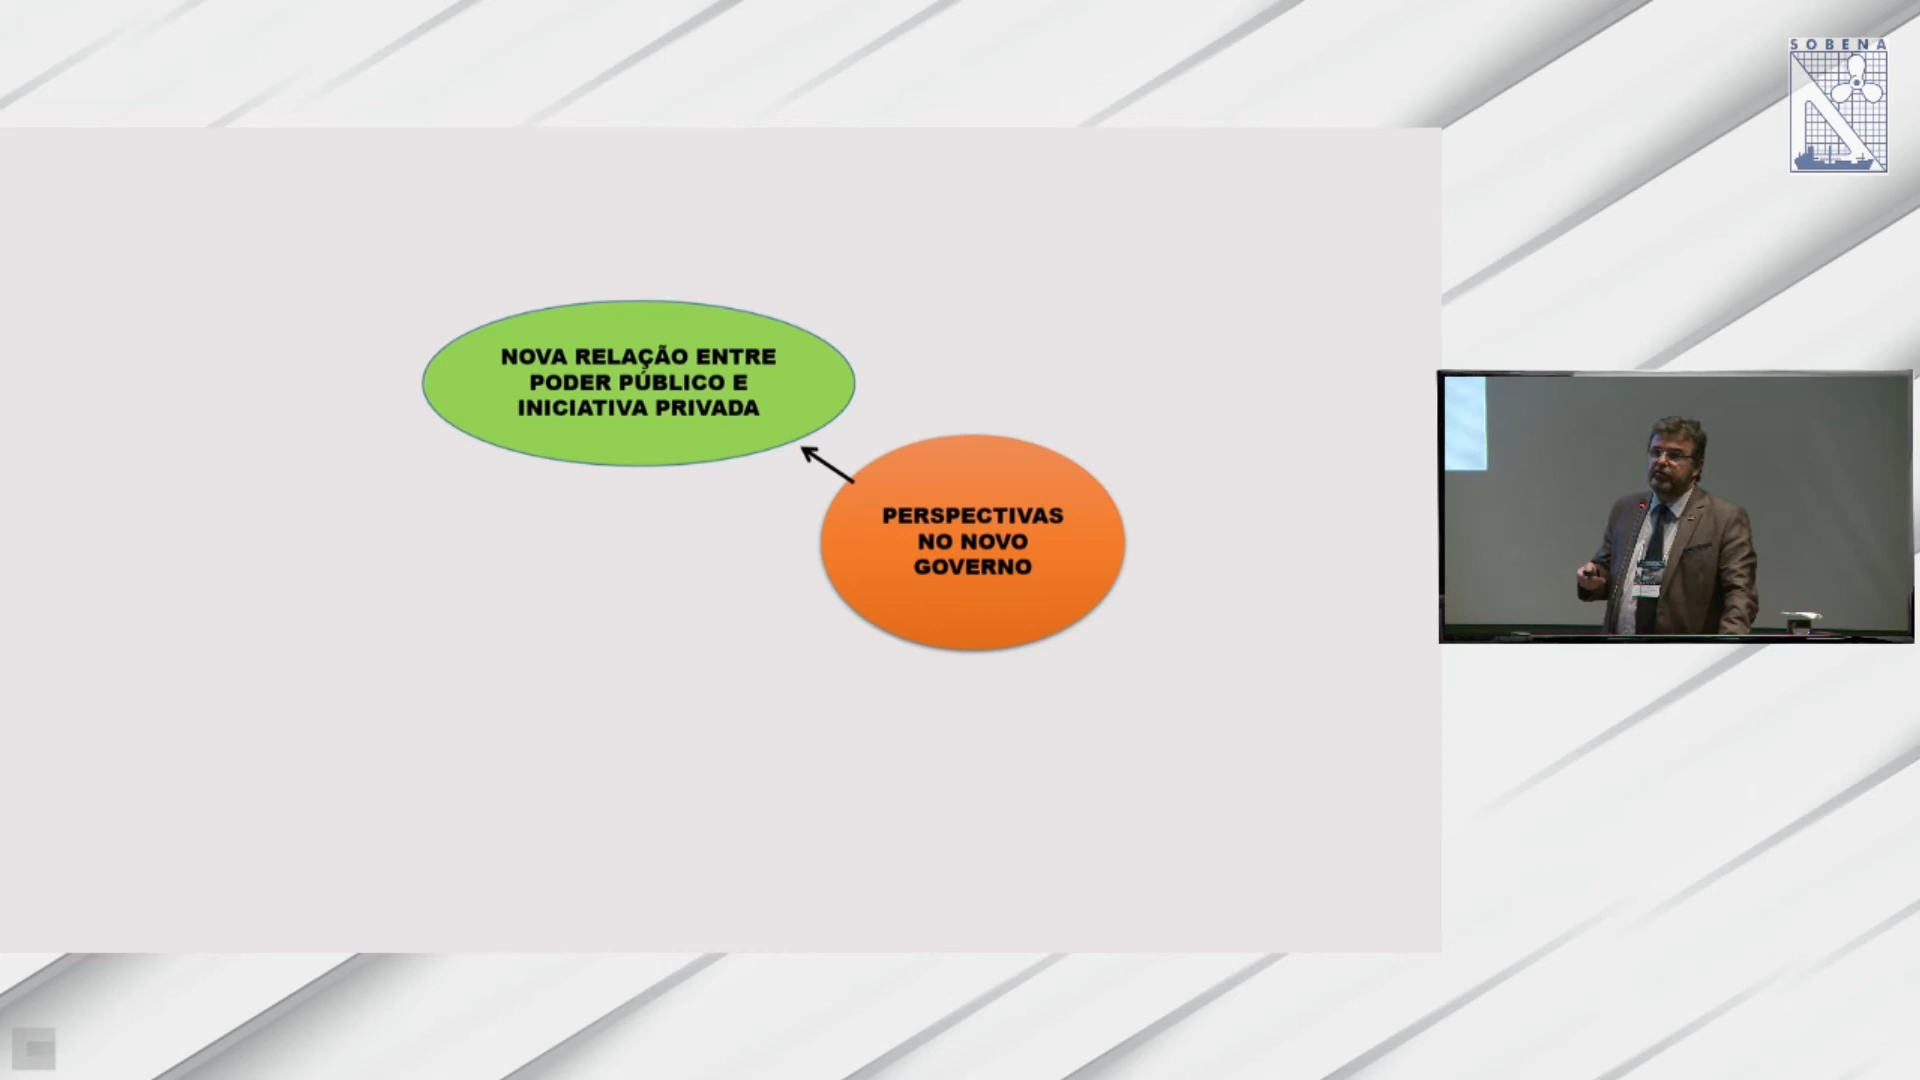 SOBENA
NOVA RELAÇÃO ENTRE
PODER PÚBLICO E
INICIATIVA PRIVADA
PERSPECTIVAS
NO NOVO
GOVERNO